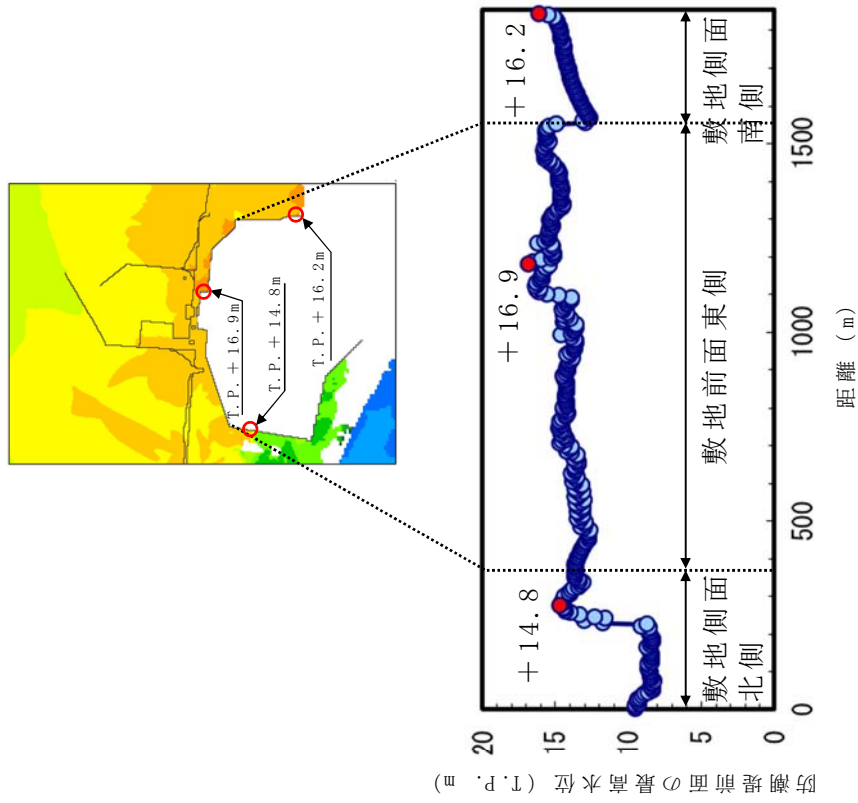 T.P.+16.9m
T.P.+14.8m
T.P.+16.2m
防潮堤前面の最高水位 (T.P. m)
20
15
10
5
0
+14.8
+16.9
+16.2
敷地側面
北側
敷地前面東側
敷地側面
南側
0
500
1000
1500
距離 (m)